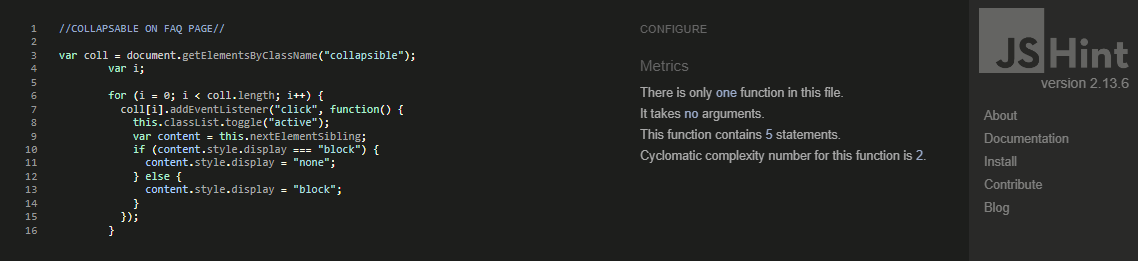 1 //COLLAPSABLE ON FAQ PAGE//
2
3 var coll = document.getElementsByClassName("collapsible");
4 var i;
5
6 for (i = 0; i < coll.length; i++) {
7 coll[i].addEventListener("click", function() {
8 this.classList.toggle("active");
9 var content = this.nextElementSibling;
10 if (content.style.display === "block") {
11 content.style.display = "none";
12 } else {
13 content.style.display = "block";
14 }
15 });
16 }
CONFIGURE
Metrics
There is only one function in this file.
It takes no arguments.
This function contains 5 statements.
Cyclomatic complexity number for this function is 2.
JSHint
version 2.13.6
About
Documentation
Install
Contribute
Blog